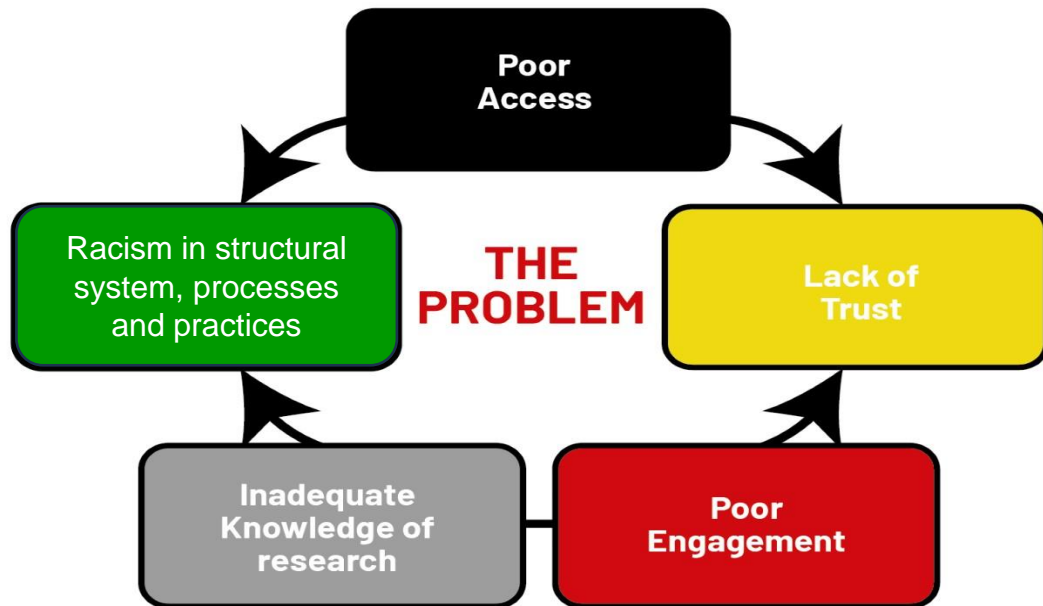 Poor
Access
Racism in structural
system, processes
and practices
THE
PROBLEM
Lack of
Trust
Inadequate
Knowledge of
research
Poor
Engagement